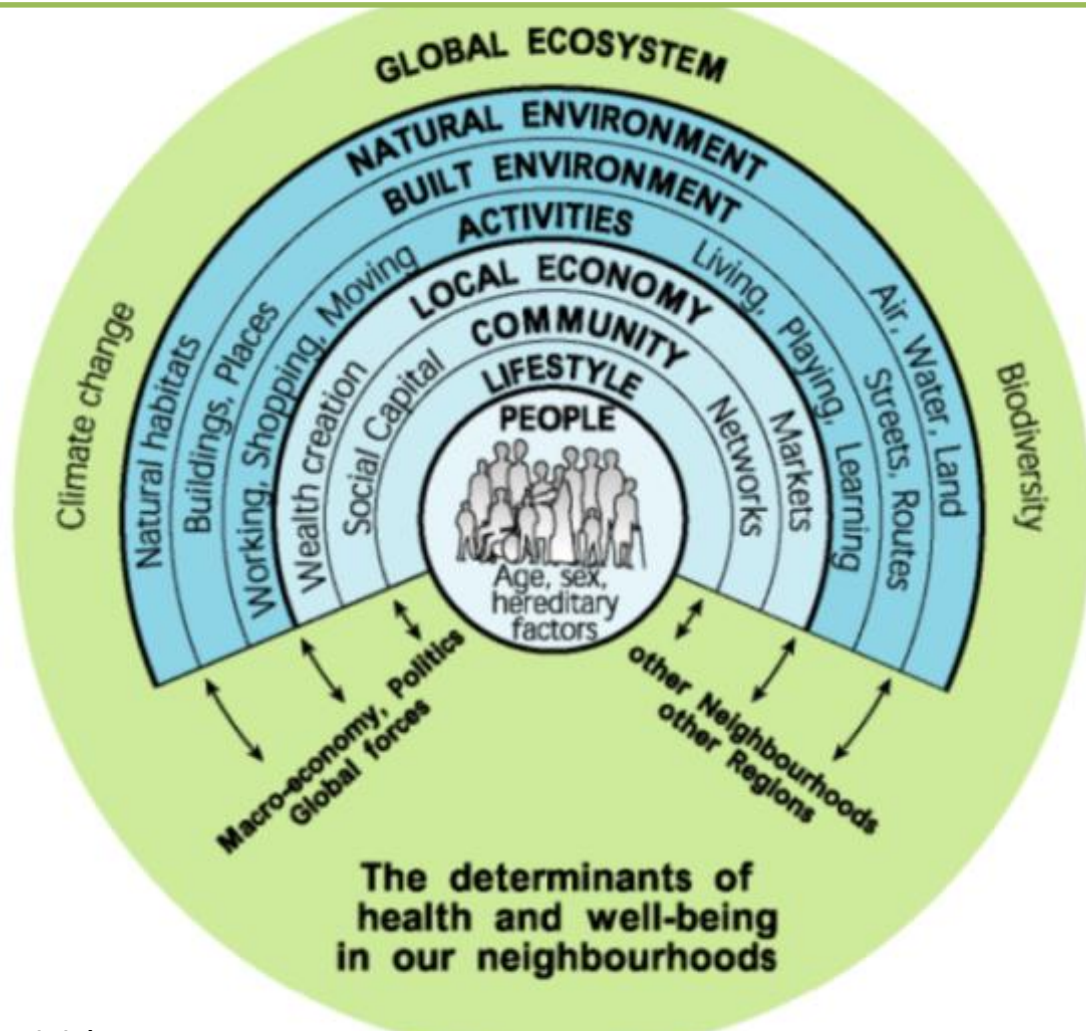 GLOBAL ECOSYSTEM
NATURAL ENVIRONMENT
BUILT ENVIRONMENT
ACTIVITIES
LOCAL ECONOMY
COMMUNITY
LIFESTYLE
PEOPLE
Age, sex,
hereditary
factors
Climate change
Natural habitats
Buildings, Places
Working, Shopping, Moving
Wealth creation
Social Capital
Networks
Markets
Living, Playing, Learning
Streets, Routes
Air, Water, Land
Biodiversity
Macro-economy, Politics
Global forces
other Neighbourhoods
other Regions
The determinants of
health and well-being
in our neighbourhoods